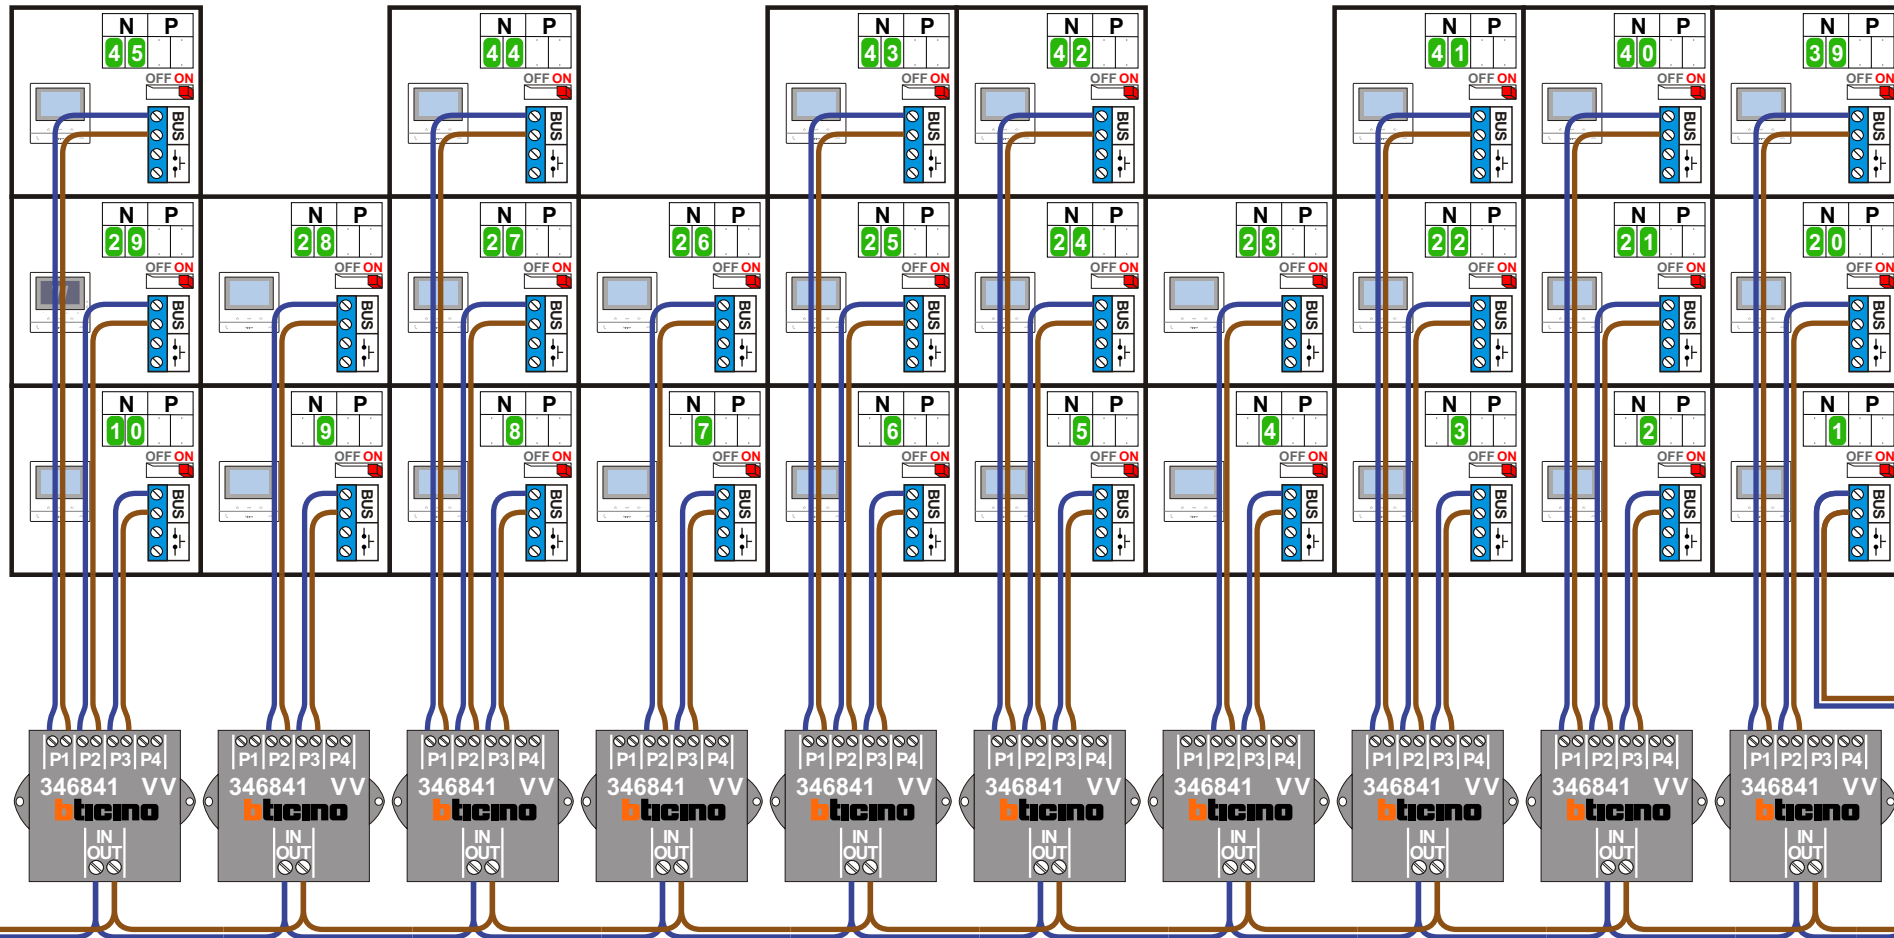 N P N P N P N P N P N P N P
45 44 43 42 41 40 39
OFF ON OFF ON OFF ON OFF ON OFF ON OFF ON OFF ON
BUS BUS BUS BUS BUS BUS BUS
N P N P N P N P N P N P N P N P N P N P
29 28 27 26 25 24 23 22 21 20
OFF ON OFF ON OFF ON OFF ON OFF ON OFF ON OFF ON OFF ON OFF ON OFF ON
BUS BUS BUS BUS BUS BUS BUS BUS BUS BUS
N P N P N P N P N P N P N P N P N P N P
10 9 8 7 6 5 4 3 2 1
OFF ON OFF ON OFF ON OFF ON OFF ON OFF ON OFF ON OFF ON OFF ON OFF ON
BUS BUS BUS BUS BUS BUS BUS BUS BUS BUS
P1 P2 P3 P4 P1 P2 P3 P4 P1 P2 P3 P4 P1 P2 P3 P4 P1 P2 P3 P4 P1 P2 P3 P4 P1 P2 P3 P4 P1 P2 P3 P4 P1 P2 P3 P4 P1 P2 P3 P4
346841 VV 346841 VV 346841 VV 346841 VV 346841 VV 346841 VV 346841 VV 346841 VV 346841 VV 346841 VV
bticino bticino bticino bticino bticino bticino bticino bticino bticino bticino
IN IN IN IN IN IN IN IN IN IN
OUT OUT OUT OUT OUT OUT OUT OUT OUT OUT